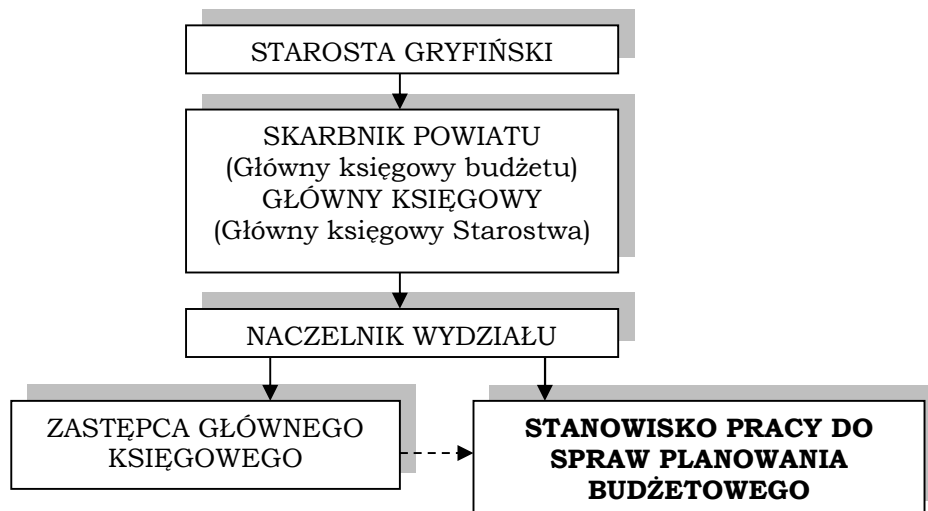 STAROSTA GRYFIŃSKI
SKARBNIK POWIATU
(Główny księgowy budżetu)
GŁÓWNY KSIĘGOWY
(Główny księgowy Starostwa)
NACZELNIK WYDZIAŁU
ZASTĘPCA GŁÓWNEGO
KSIĘGOWEGO
STANOWISKO PRACY DO
SPRAW PLANOWANIA
BUDŻETOWEGO